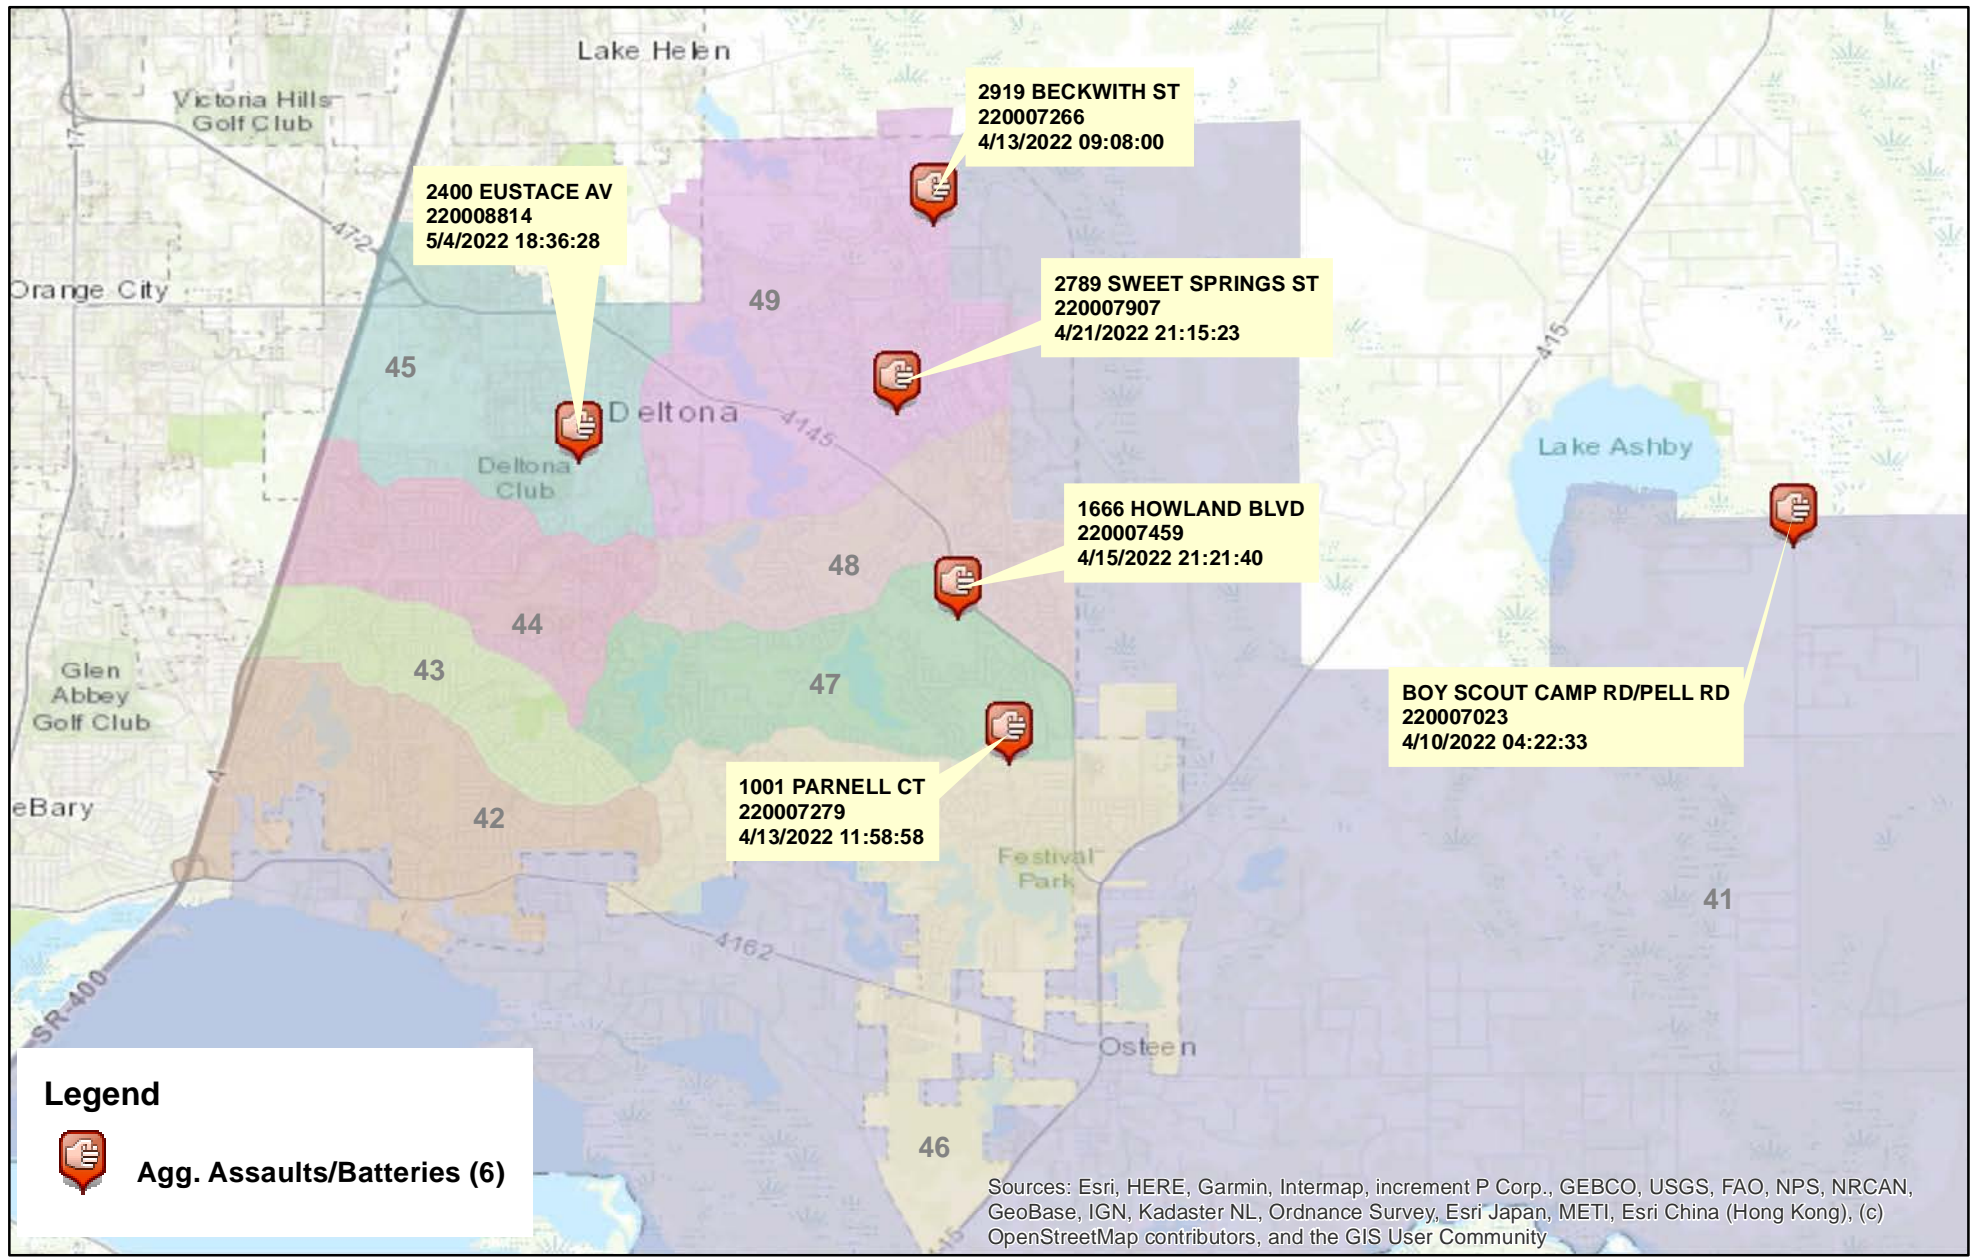 Lake Helen
Victoria Hills
Golf Club
17
2919 BECKWITH ST
220007266
4/13/2022 09:08:00
2400 EUSTACE AV
220008814
5/4/2022 18:36:28
472
Orange City
2789 SWEET SPRINGS ST
220007907
4/21/2022 21:15:23
49
45
415
Deltona
4145
Lake Ashby
Deltona
Club
1666 HOWLAND BLVD
220007459
4/15/2022 21:21:40
48
44
43
47
Glen
Abbey
Golf Club
BOY SCOUT CAMP RD/PELL RD
220007023
4/10/2022 04:22:33
4
1001 PARNELL CT
220007279
4/13/2022 11:58:58
eBary
42
Festival
Park
41
4162
SR-400
Osteen
46
Legend
Agg. Assaults/Batteries (6)
Sources: Esri, HERE, Garmin, Intermap, increment P Corp., GEBCO, USGS, FAO, NPS, NRCAN,
GeoBase, IGN, Kadaster NL, Ordnance Survey, Esri Japan, METI, Esri China (Hong Kong), (c)
OpenStreetMap contributors, and the GIS User Community